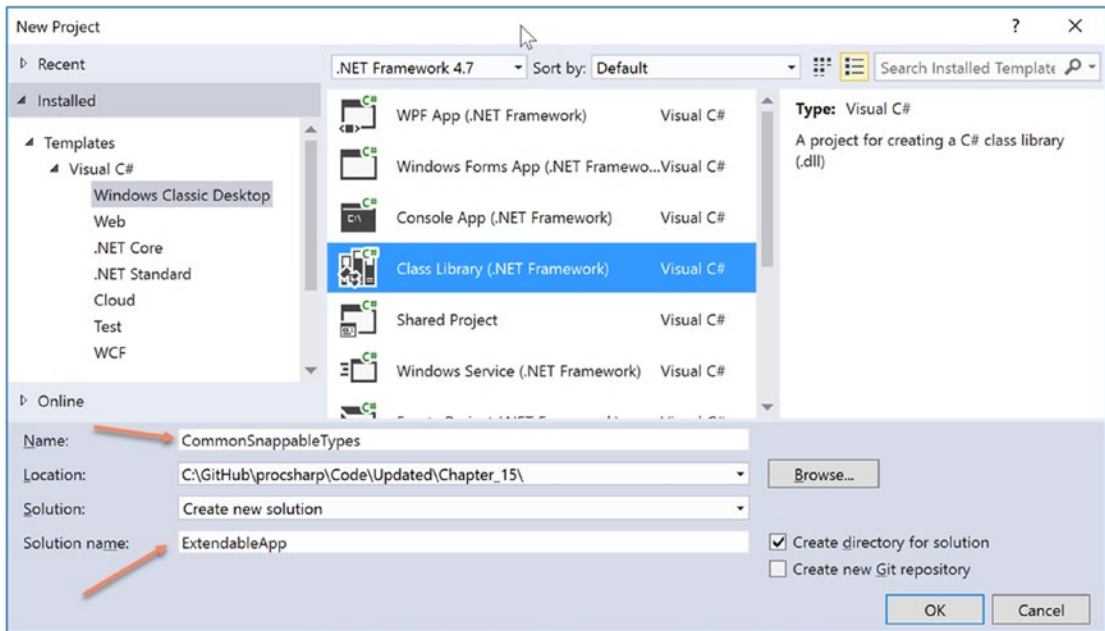 New Project
?
Recent
.NET Framework 4.7
Sort by: Default
Search Installed Template
Installed
Templates
Visual C#
Windows Classic Desktop
Web
.NET Core
.NET Standard
Cloud
Test
WCF
Online
WPF App (.NET Framework) Visual C#
Windows Forms App (.NET Framewo...Visual C#
Console App (.NET Framework) Visual C#
Class Library (.NET Framework) Visual C#
Shared Project Visual C#
Windows Service (.NET Framework) Visual C#
Type: Visual C#
A project for creating a C# class library
(.dll)
Name: CommonSnappableTypes
Location: C:\GitHub\procsharp\Code\Updated\Chapter_15\
Browse...
Solution: Create new solution
Solution name: ExtendableApp
Create directory for solution
Create new Git repository
OK
Cancel